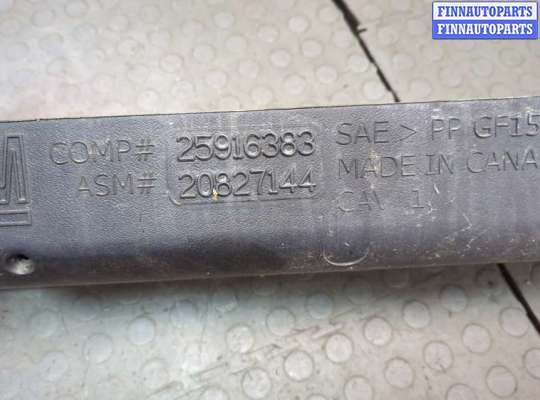 FINNAUTOPARTS
FINNAUTOPARTS
COMP# 25916383 SAE > PP GF15
ASM# 20827144 MADE IN CANA
CAV 1